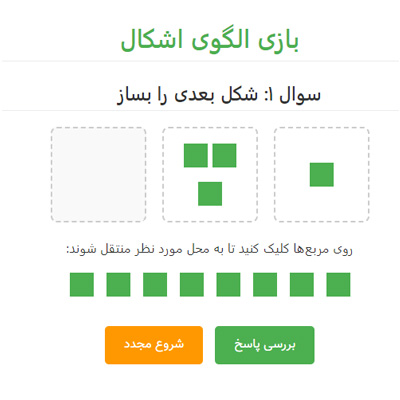 بازی الگوی اشکال
سوال ۱: شکل بعدی را بساز
روی مربع‌ها کلیک کنید تا به محل مورد نظر منتقل شوند:
بررسی پاسخ
شروع مجدد